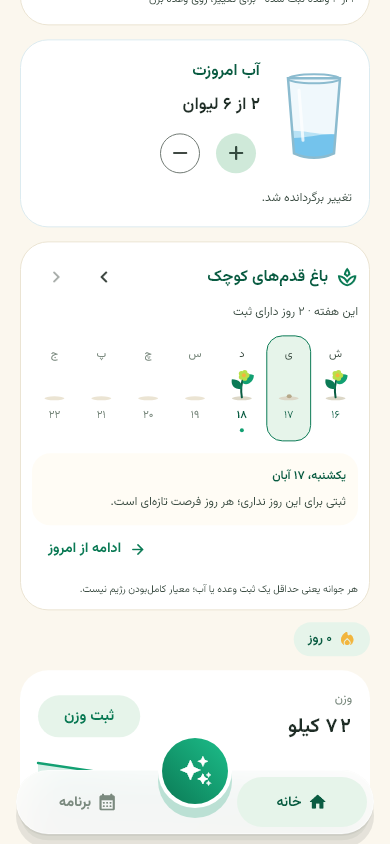 آب امروزت
۲ از ۶ لیوان
تغییر برگردانده شد.
باغ قدم‌های کوچک
این هفته · ۲ روز دارای ثبت
ش ی د س چ پ ج
۱۶ ۱۷ ۱۸ ۱۹ ۲۰ ۲۱ ۲۲
یکشنبه، ۱۷ آبان
ثبتی برای این روز نداری؛ هر روز فرصت تازه‌ای است.
ادامه از امروز
هر جوانه یعنی حداقل یک ثبت وعده یا آب؛ معیار کامل‌بودن رژیم نیست.
۰ روز
وزن
۷۲ کیلو
ثبت وزن
خانه
برنامه